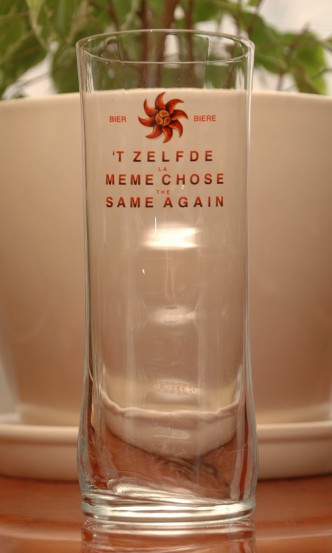 BIER BIERE
'T ZELFDE
LA
MEME CHOSE
THE
SAME AGAIN